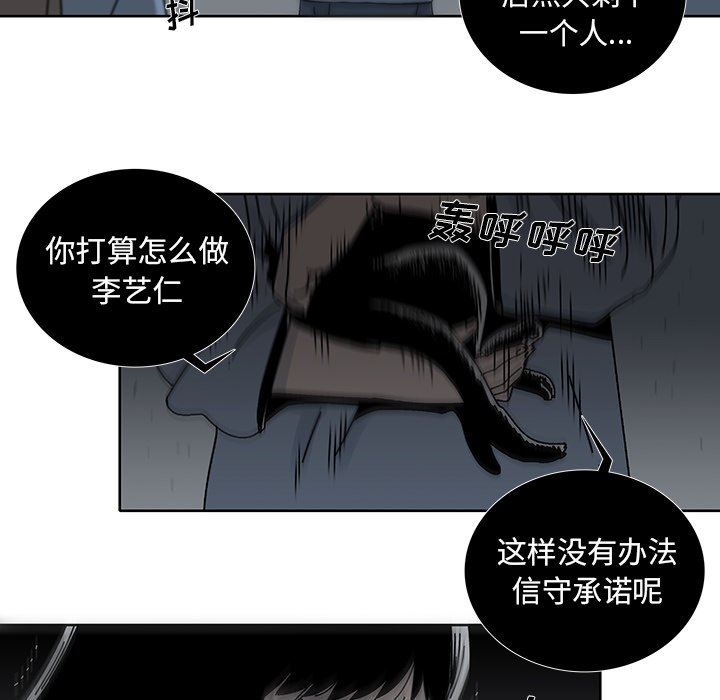 抖
一个人...
轰呼呼呼
你打算怎么做
李艺仁
这样没有办法
信守承诺呢